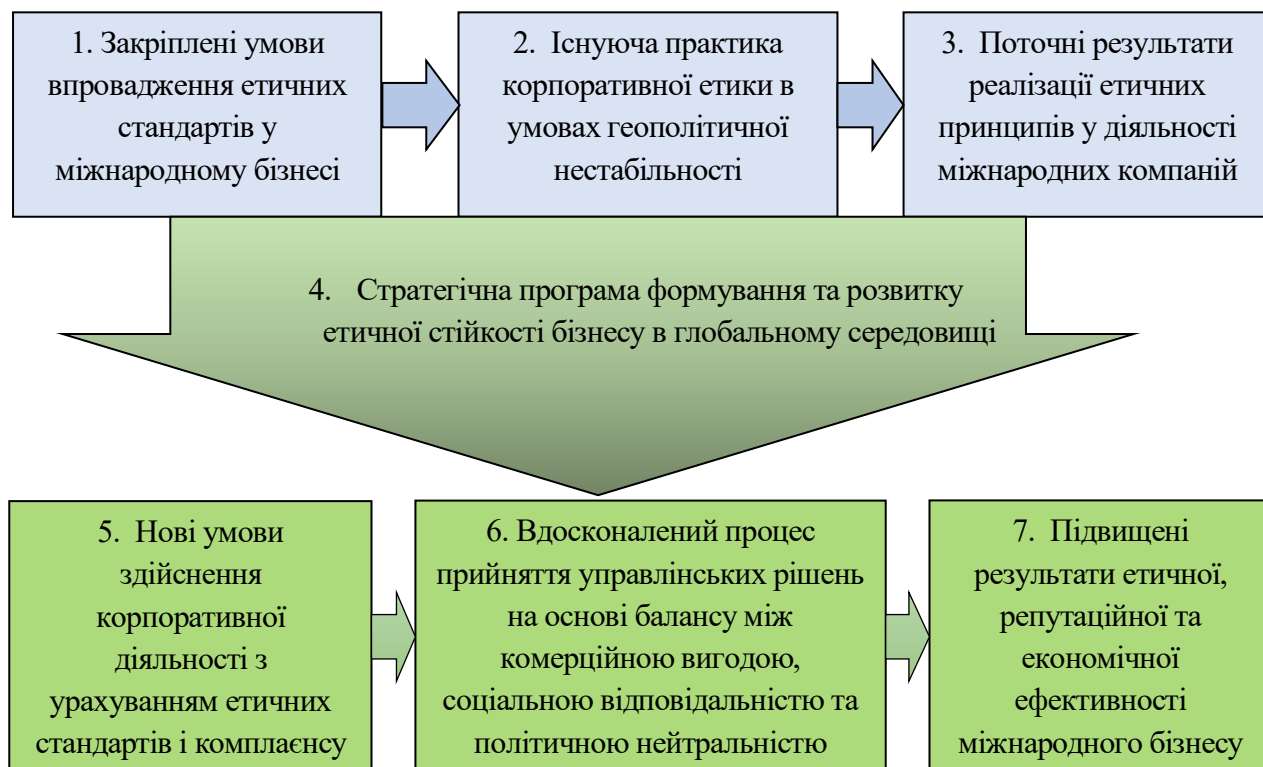 1. Закріплені умови
впровадження етичних
стандартів у
міжнародному бізнесі
2. Існуюча практика
корпоративної етики в
умовах геополітичної
нестабільності
3. Поточні результати
реалізації етичних
принципів у діяльності
міжнародних компаній
4. Стратегічна програма формування та розвитку
етичної стійкості бізнесу в глобальному середовищі
5. Нові умови
здійснення
корпоративної
діяльності з
урахуванням етичних
стандартів і комплаєнсу
6. Вдосконалений процес
прийняття управлінських рішень
на основі балансу між
комерційною вигодою,
соціальною відповідальністю та
політичною нейтральністю
7. Підвищені
результати етичної,
репутаційної та
економічної
ефективності
міжнародного бізнесу